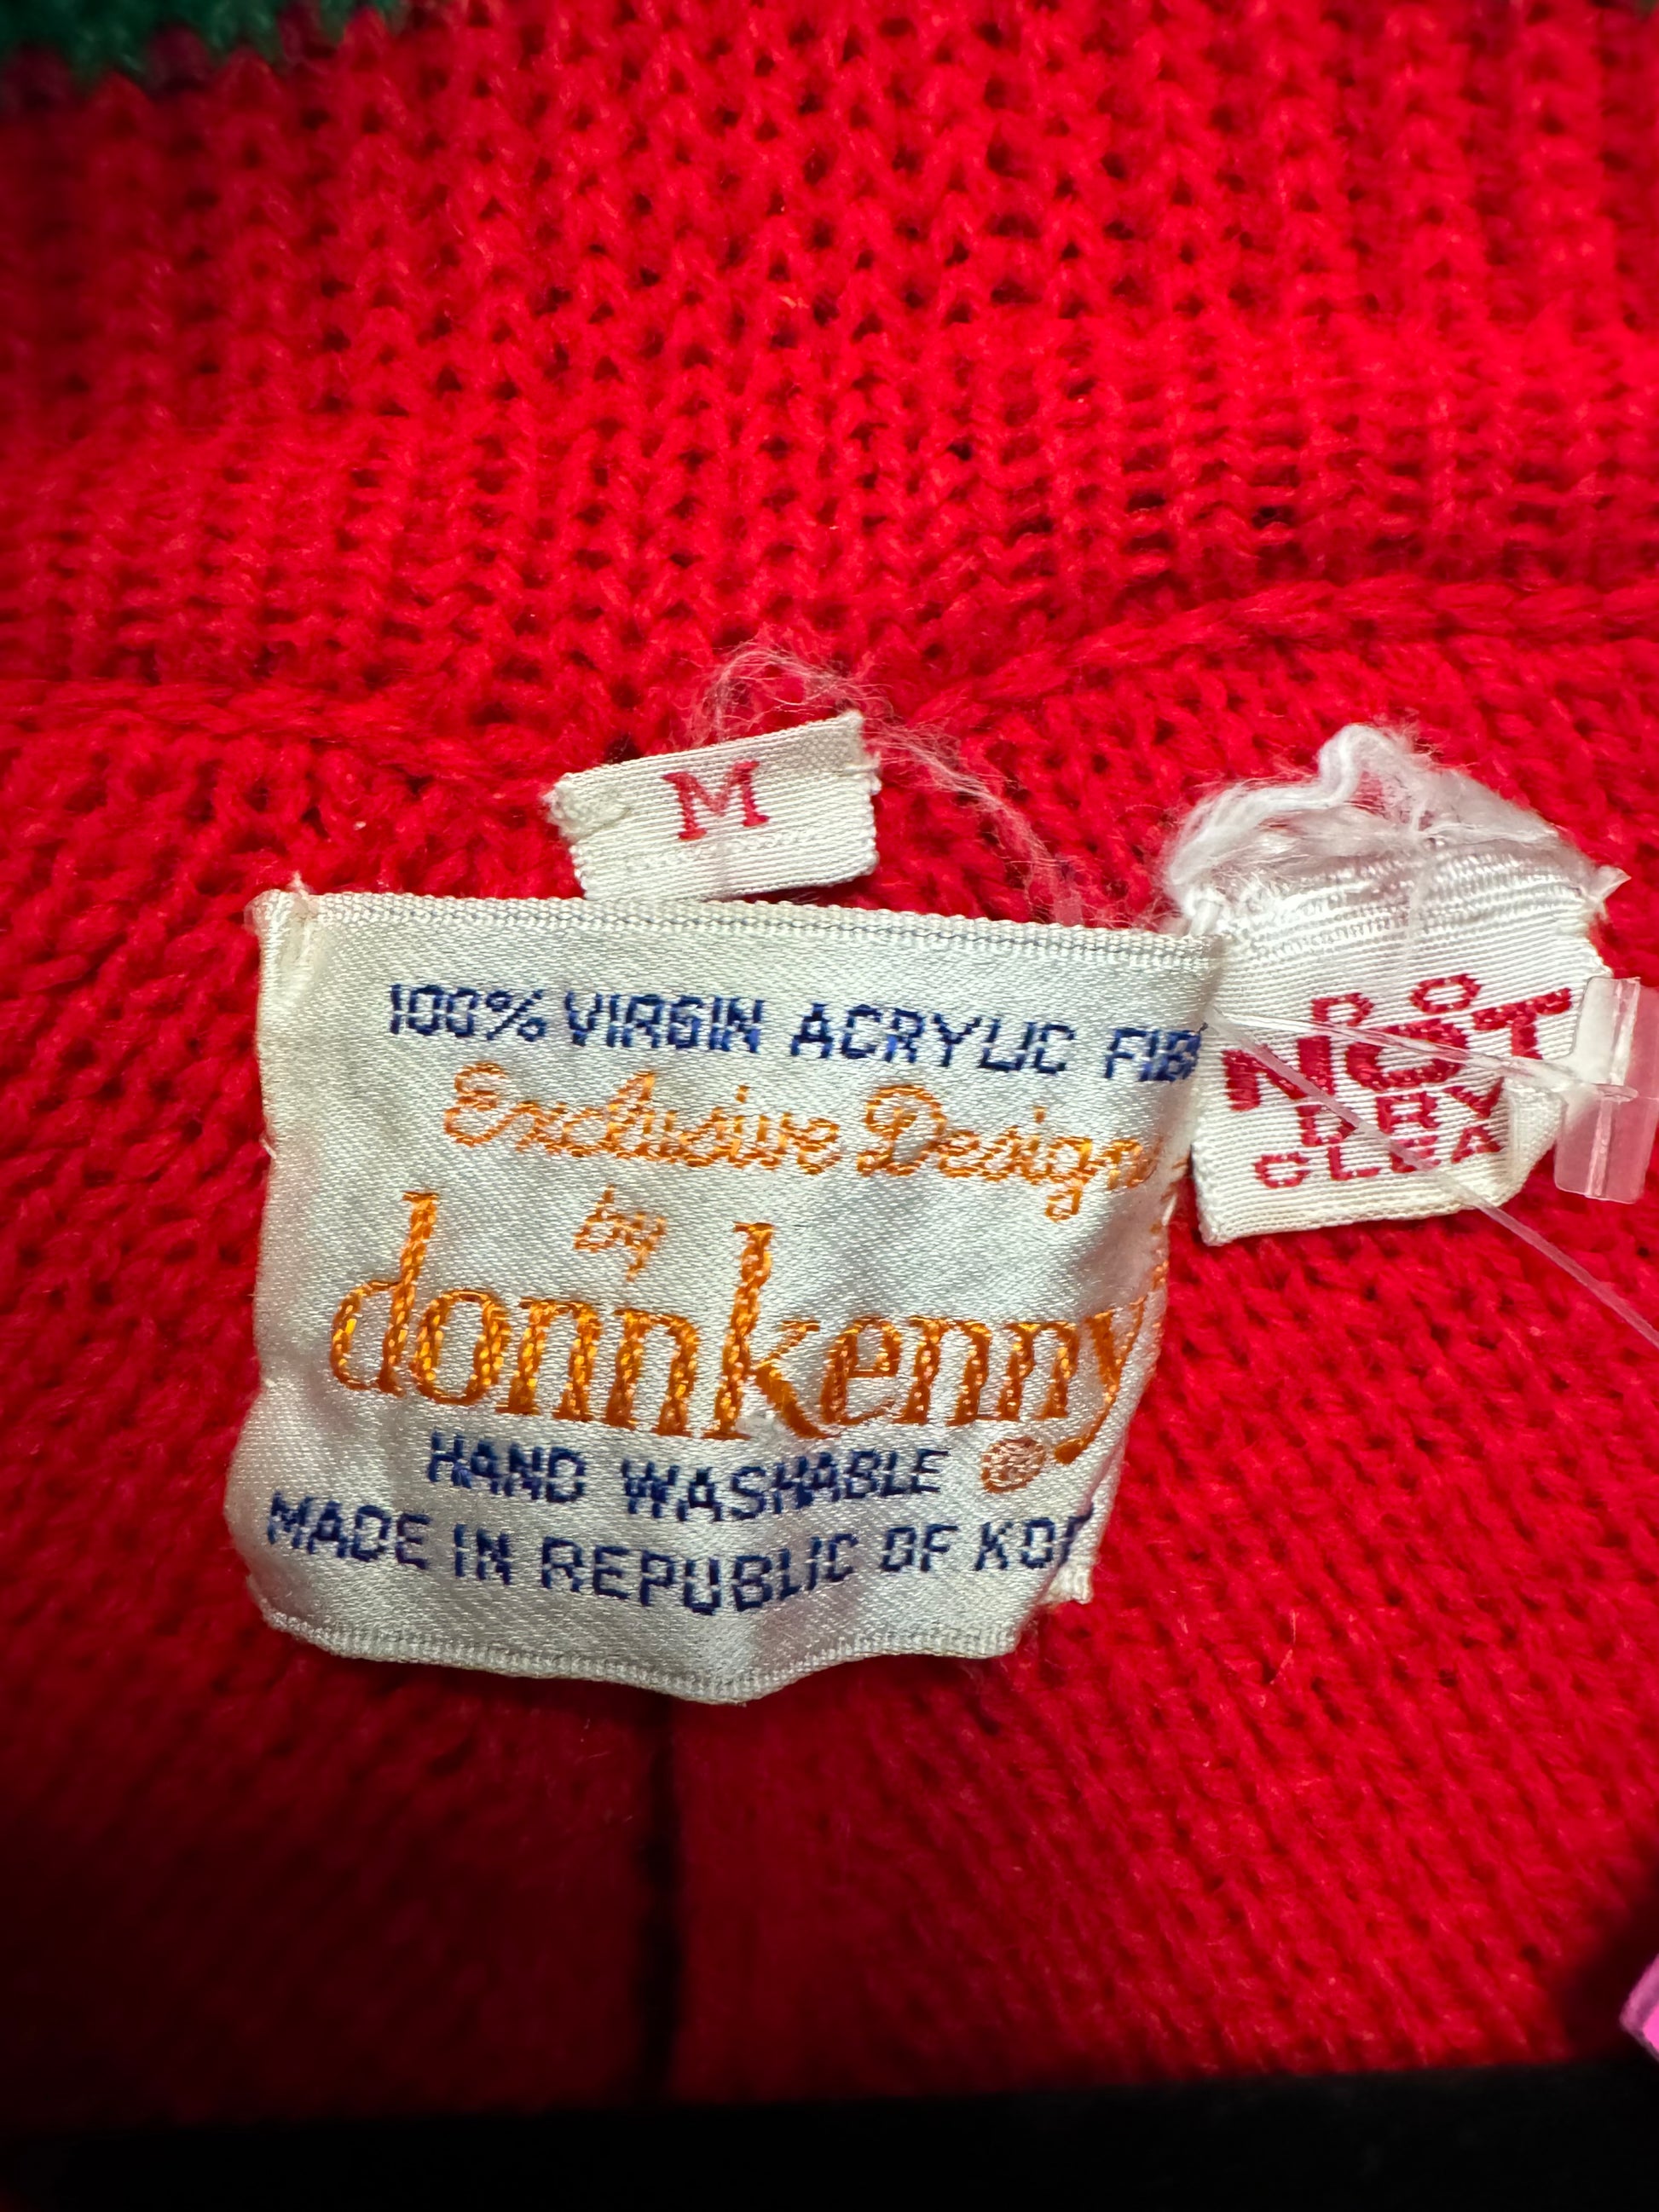 M
100% VIRGIN ACRYLIC FIB
Exclusive Design
by
donnkenny
HAND WASHABLE ®
MADE IN REPUBLIC OF KOR
DO
NOT
DRY
CLEA